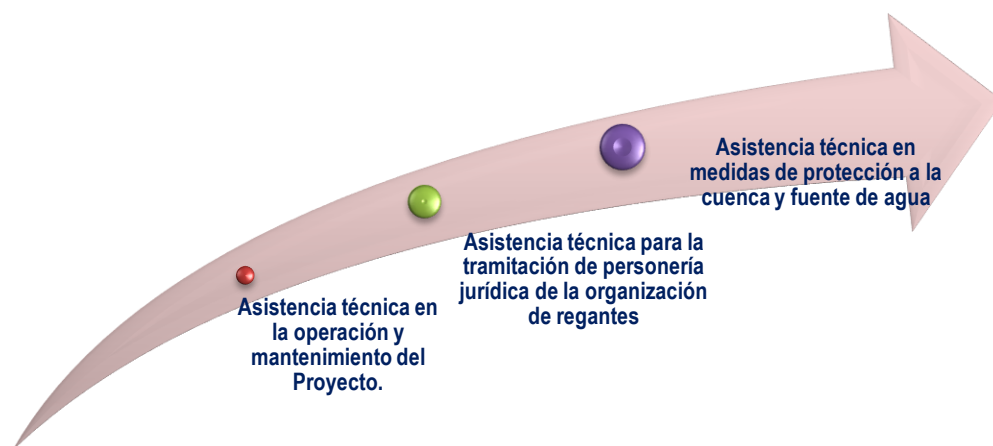 Asistencia técnica en
la operación y
mantenimiento del
Proyecto.
Asistencia técnica para la
tramitación de personería
jurídica de la organización
de regantes
Asistencia técnica en
medidas de protección a la
cuenca y fuente de agua